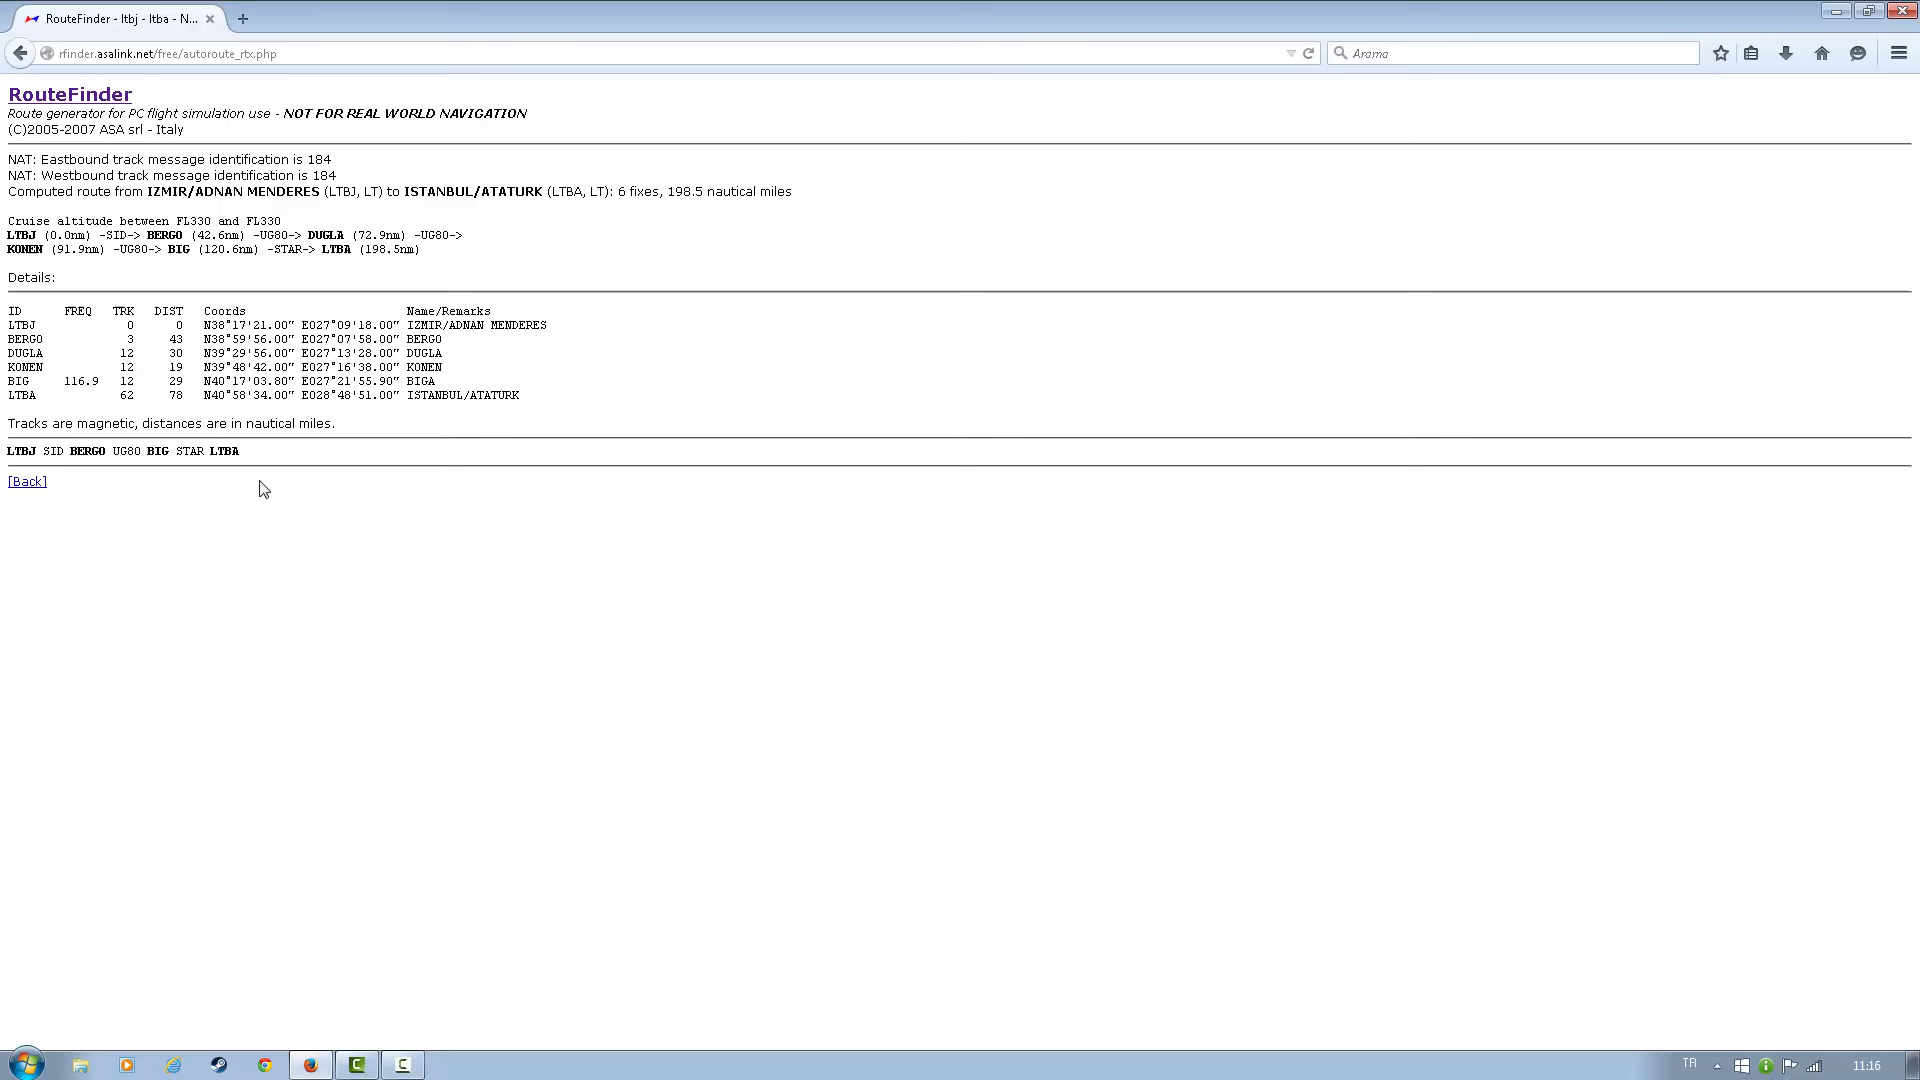 RouteFinder - ltbj - ltba - N...
rfinder.asalink.net/free/autoroute_rtx.php
Arama
RouteFinder
Route generator for PC flight simulation use - NOT FOR REAL WORLD NAVIGATION
(C)2005-2007 ASA srl - Italy
NAT: Eastbound track message identification is 184
NAT: Westbound track message identification is 184
Computed route from IZMIR/ADNAN MENDERES (LTBJ, LT) to ISTANBUL/ATATURK (LTBA, LT): 6 fixes, 198.5 nautical miles
Cruise altitude between FL330 and FL330
LTBJ (0.0nm) -SID-> BERGO (42.6nm) -UG80-> DUGLA (72.9nm) -UG80->
KONEN (91.9nm) -UG80-> BIG (120.6nm) -STAR-> LTBA (198.5nm)
Details:
ID FREQ TRK DIST Coords Name/Remarks
LTBJ 0 0 N38°17'21.00" E027°09'18.00" IZMIR/ADNAN MENDERES
BERGO 3 43 N38°59'56.00" E027°07'58.00" BERGO
DUGLA 12 30 N39°29'56.00" E027°13'28.00" DUGLA
KONEN 12 19 N39°48'42.00" E027°16'38.00" KONEN
BIG 116.9 12 29 N40°17'03.80" E027°21'55.90" BIGA
LTBA 62 78 N40°58'34.00" E028°48'51.00" ISTANBUL/ATATURK
Tracks are magnetic, distances are in nautical miles.
LTBJ SID BERGO UG80 BIG STAR LTBA
[Back]
TR
11:16